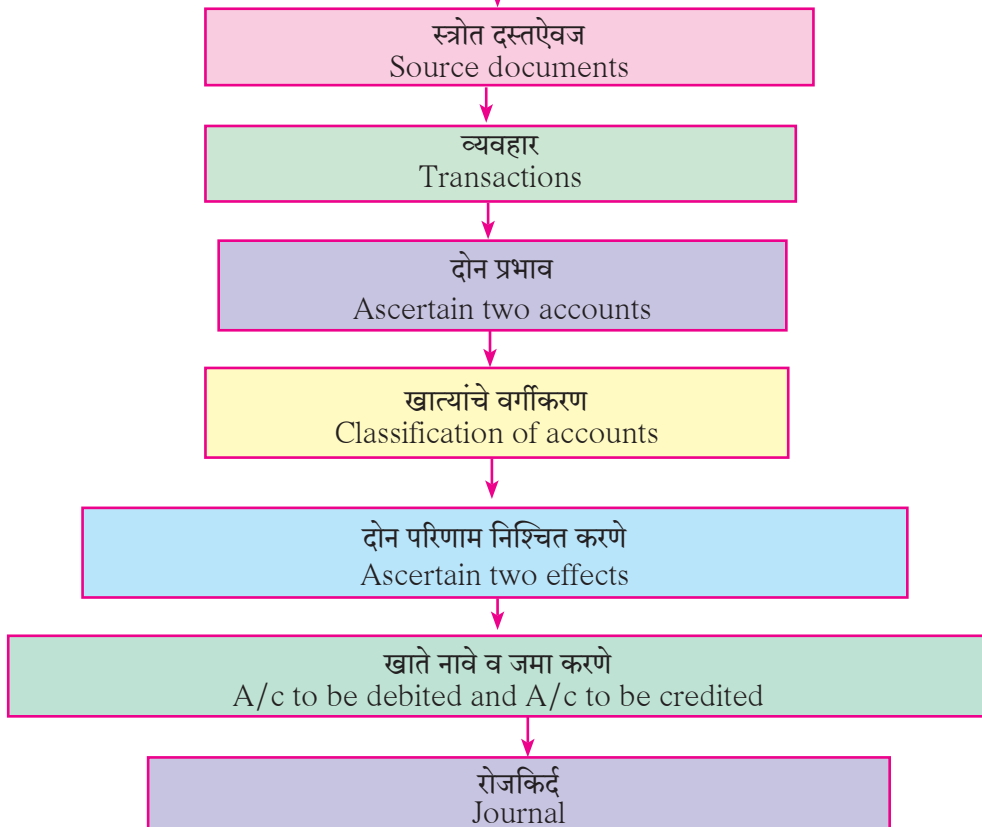 स्त्रोत दस्तऐवज
Source documents
व्यवहार
Transactions
दोन प्रभाव
Ascertain two accounts
खात्यांचे वर्गीकरण
Classification of accounts
दोन परिणाम निश्चित करणे
Ascertain two effects
खाते नावे व जमा करणे
A/c to be debited and A/c to be credited
रोजकिर्द
Journal